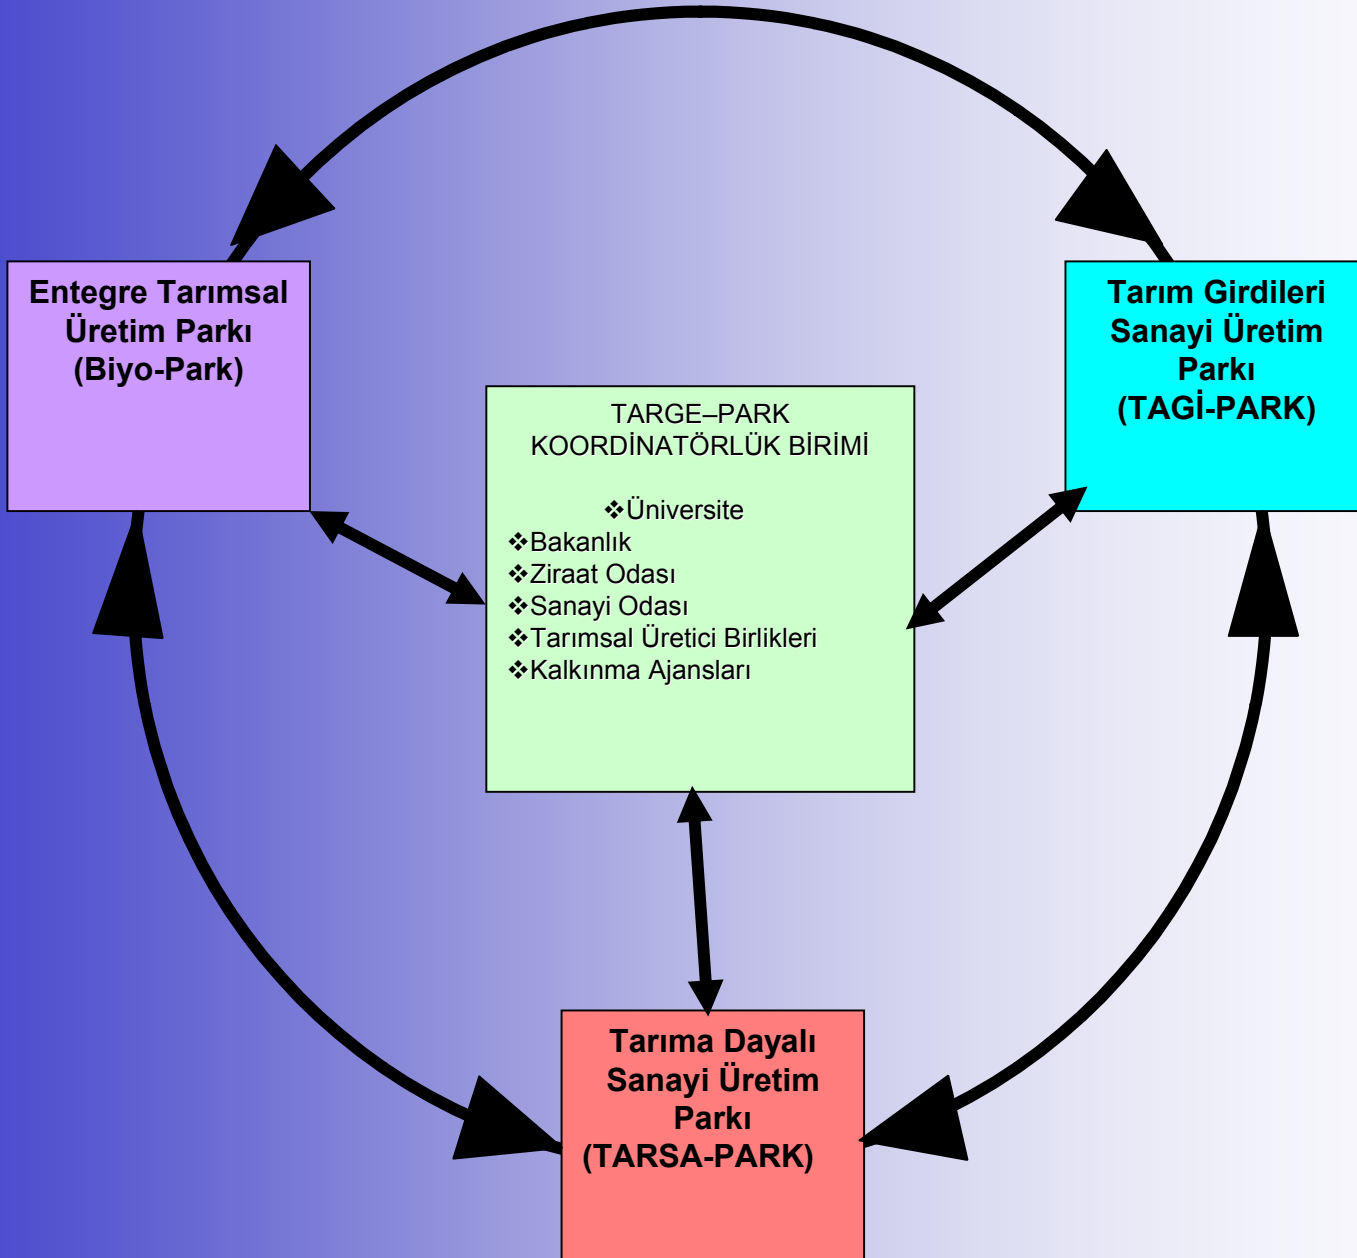 Entegre Tarımsal
Üretim Parkı
(Biyo-Park)
Tarım Girdileri
Sanayi Üretim
Parkı
(TAGİ-PARK)
TARGE–PARK
KOORDİNATÖRLÜK BİRİMİ
❖Üniversite
❖Bakanlık
❖Ziraat Odası
❖Sanayi Odası
❖Tarımsal Üretici Birlikleri
❖Kalkınma Ajansları
Tarıma Dayalı
Sanayi Üretim
Parkı
(TARSA-PARK)